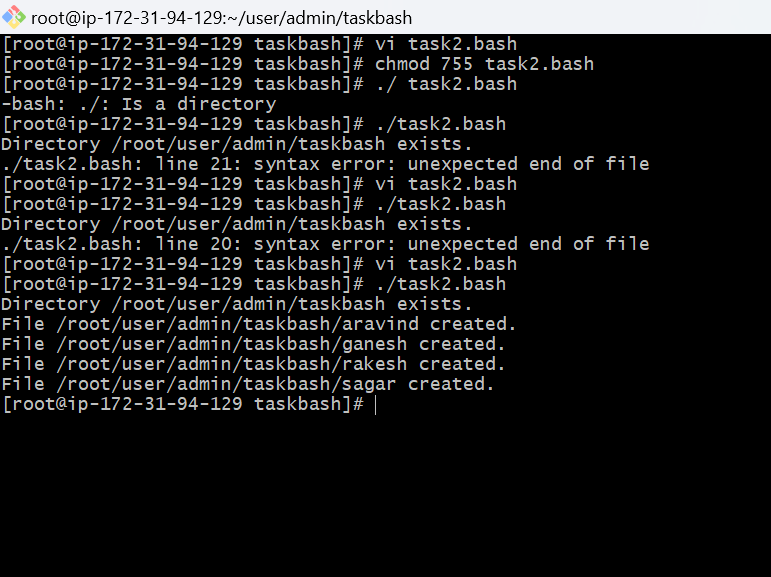 root@ip-172-31-94-129:~/user/admin/taskbash
[root@ip-172-31-94-129 taskbash]# vi task2.bash
[root@ip-172-31-94-129 taskbash]# chmod 755 task2.bash
[root@ip-172-31-94-129 taskbash]# ./ task2.bash
-bash: ./: Is a directory
[root@ip-172-31-94-129 taskbash]# ./task2.bash
Directory /root/user/admin/taskbash exists.
./task2.bash: line 21: syntax error: unexpected end of file
[root@ip-172-31-94-129 taskbash]# vi task2.bash
[root@ip-172-31-94-129 taskbash]# ./task2.bash
Directory /root/user/admin/taskbash exists.
./task2.bash: line 20: syntax error: unexpected end of file
[root@ip-172-31-94-129 taskbash]# vi task2.bash
[root@ip-172-31-94-129 taskbash]# ./task2.bash
Directory /root/user/admin/taskbash exists.
File /root/user/admin/taskbash/aravind created.
File /root/user/admin/taskbash/ganesh created.
File /root/user/admin/taskbash/rakesh created.
File /root/user/admin/taskbash/sagar created.
[root@ip-172-31-94-129 taskbash]#